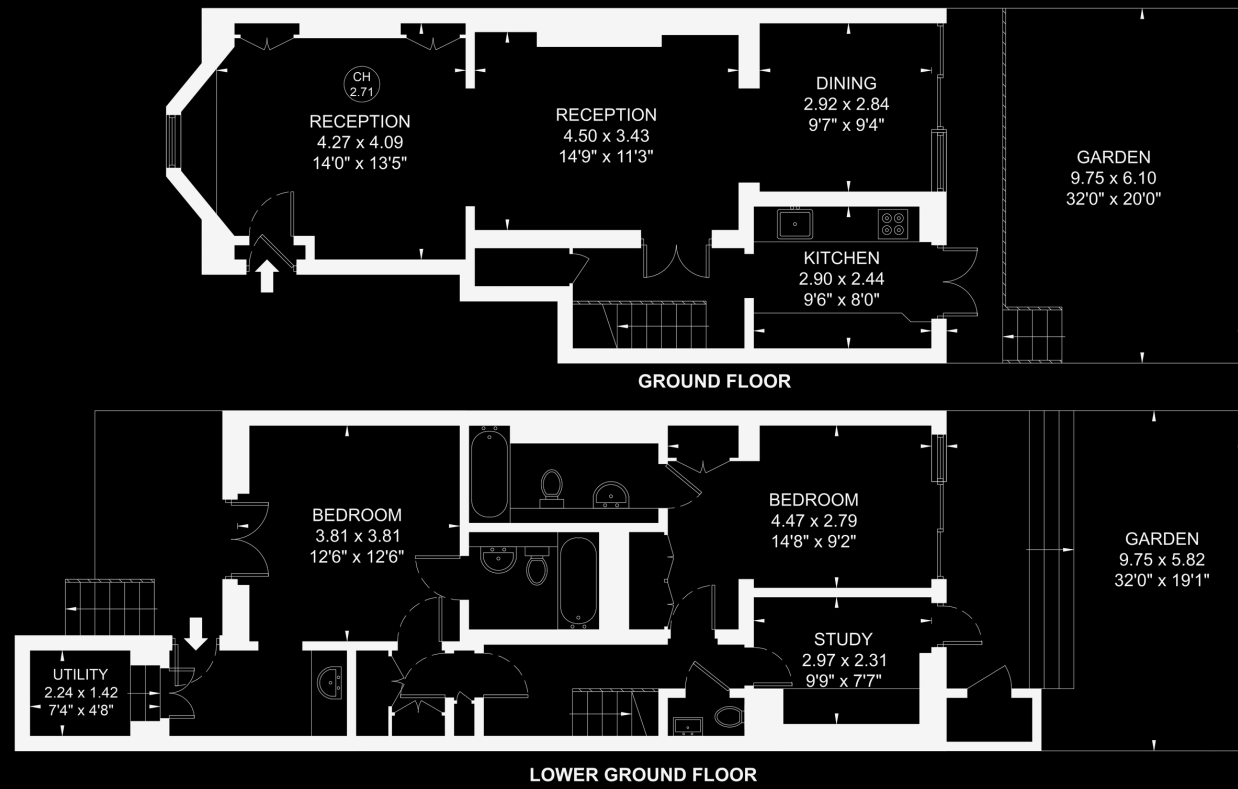 CH
2.71
RECEPTION
4.27 x 4.09
14'0" x 13'5"
RECEPTION
4.50 x 3.43
14'9" x 11'3"
DINING
2.92 x 2.84
9'7" x 9'4"
GARDEN
9.75 x 6.10
32'0" x 20'0"
KITCHEN
2.90 x 2.44
9'6" x 8'0"
GROUND FLOOR
BEDROOM
3.81 x 3.81
12'6" x 12'6"
BEDROOM
4.47 x 2.79
14'8" x 9'2"
GARDEN
9.75 x 5.82
32'0" x 19'1"
UTILITY
2.24 x 1.42
7'4" x 4'8"
STUDY
2.97 x 2.31
9'9" x 7'7"
LOWER GROUND FLOOR